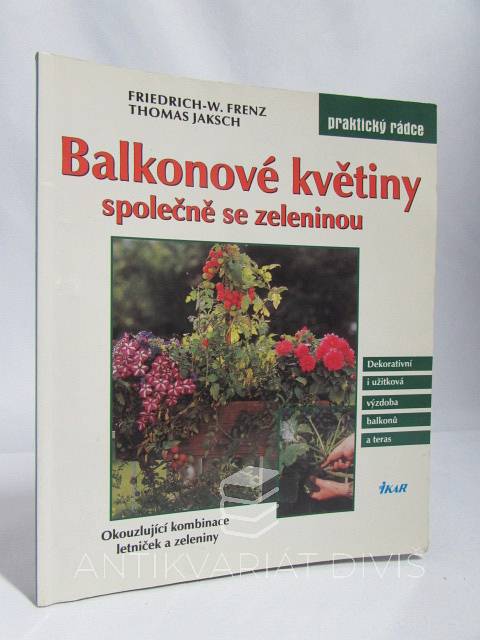 FRIEDRICH-W. FRENZ
THOMAS JAKSCH
praktický rádce
Balkonové květiny
společně se zeleninou
Dekorativní
i užitková
výzdoba
balkonů
a teras
IKAR
Okouzlující kombinace
letniček a zeleniny
ANTIKVARIÁT DIVIŠ